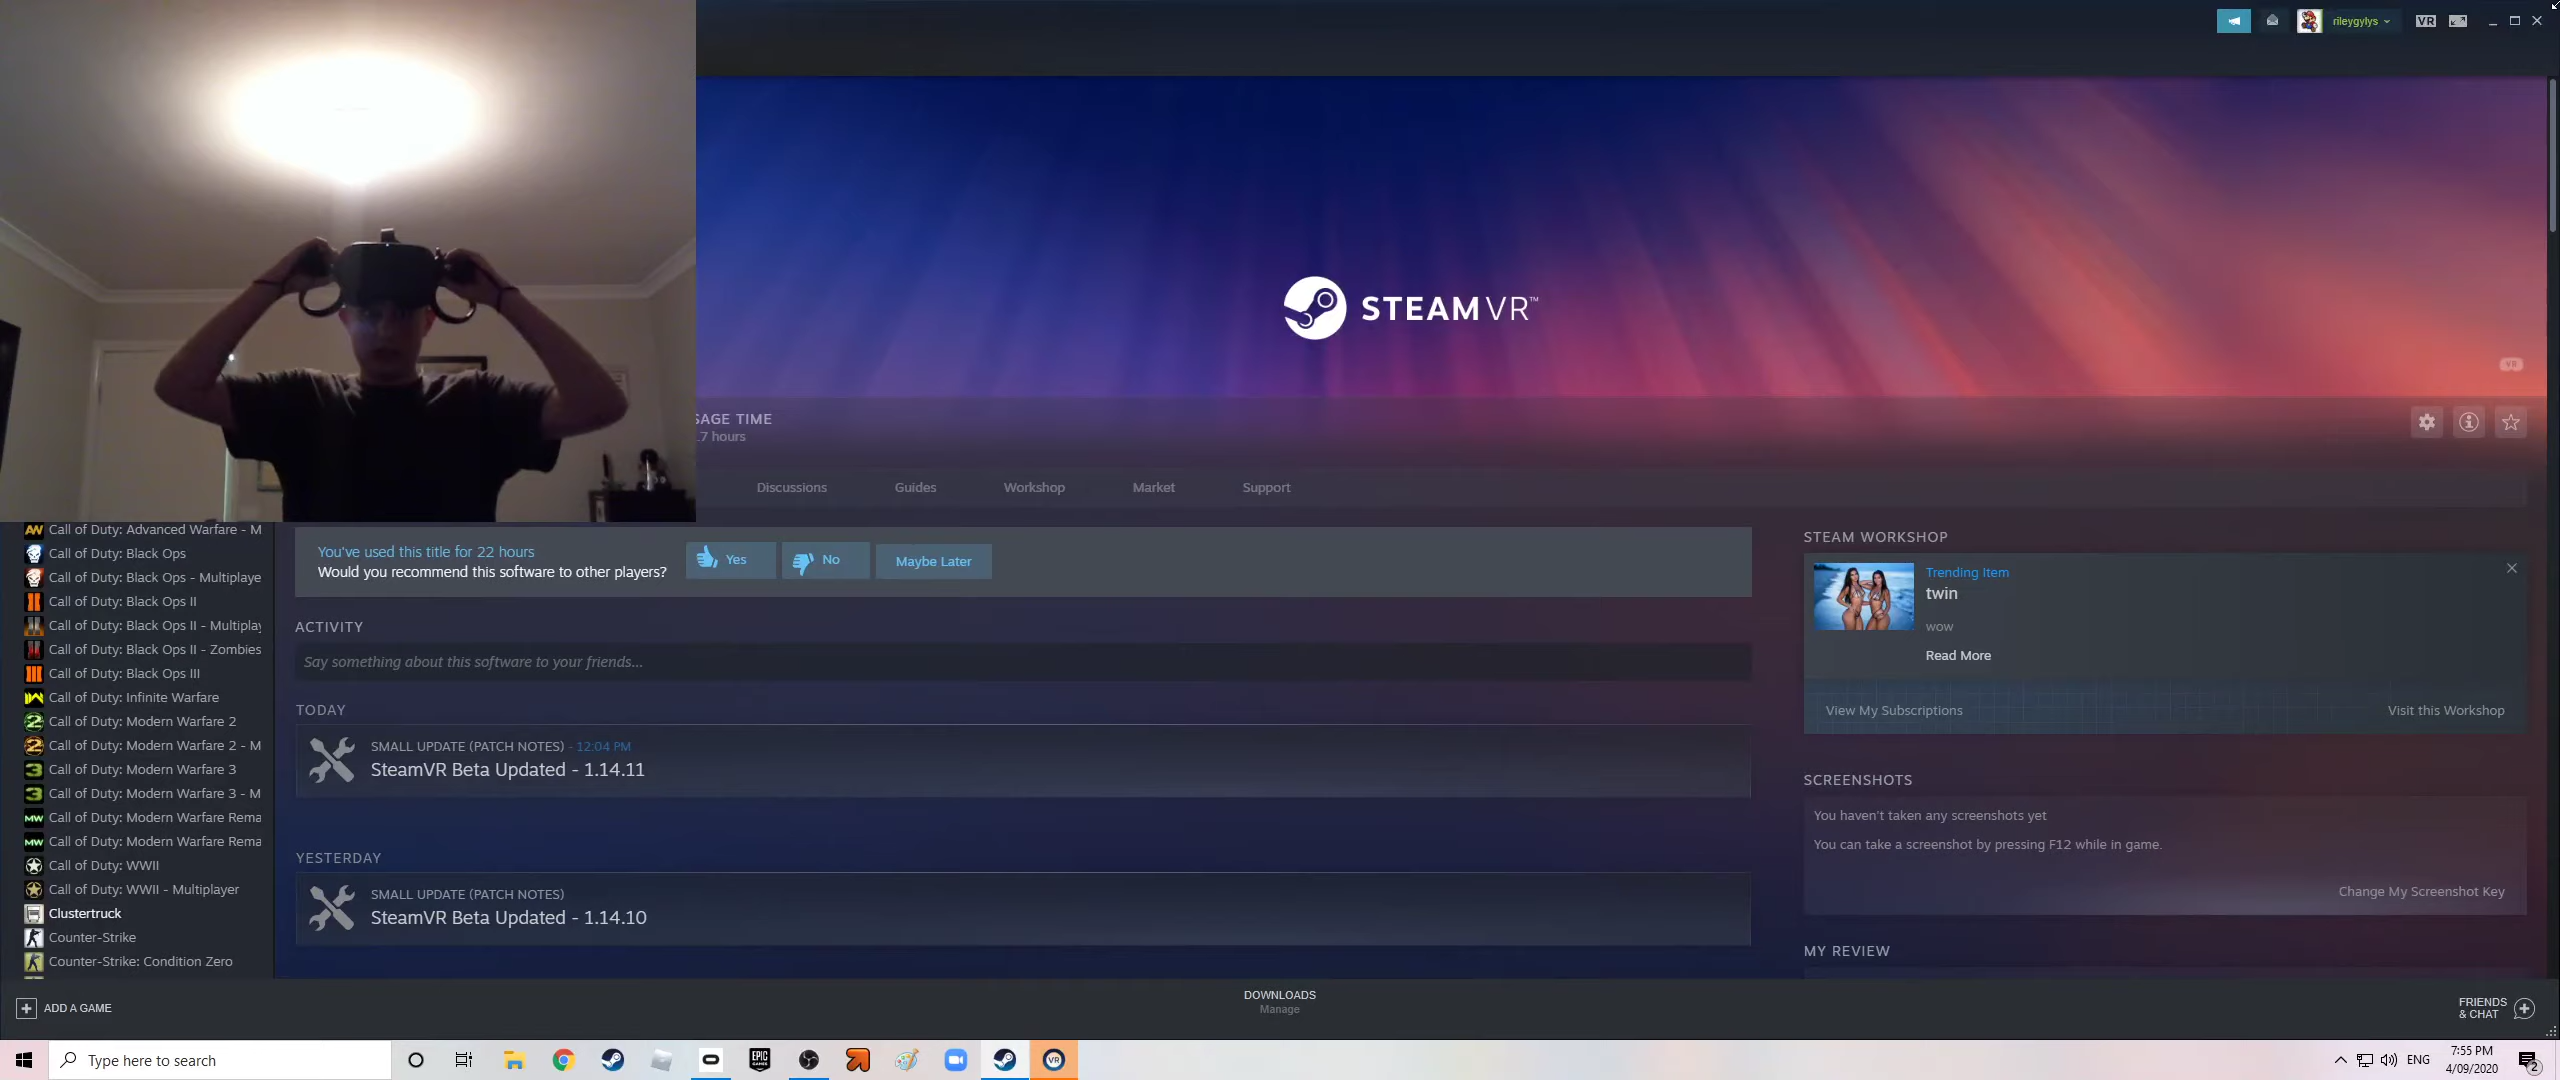 rileygylys
VR
STEAMVR™
VR
SAGE TIME
.7 hours
Discussions
Guides
Workshop
Market
Support
Call of Duty: Advanced Warfare - M
Call of Duty: Black Ops
Call of Duty: Black Ops - Multiplaye
Call of Duty: Black Ops II
Call of Duty: Black Ops II - Multiplay
Call of Duty: Black Ops II - Zombies
Call of Duty: Black Ops III
Call of Duty: Infinite Warfare
Call of Duty: Modern Warfare 2
Call of Duty: Modern Warfare 2 - M
Call of Duty: Modern Warfare 3
Call of Duty: Modern Warfare 3 - M
Call of Duty: Modern Warfare Rema
Call of Duty: Modern Warfare Rema
Call of Duty: WWII
Call of Duty: WWII - Multiplayer
Clustertruck
Counter-Strike
Counter-Strike: Condition Zero
You've used this title for 22 hours
Would you recommend this software to other players?
Yes
No
Maybe Later
ACTIVITY
Say something about this software to your friends...
TODAY
SMALL UPDATE (PATCH NOTES) - 12:04 PM
SteamVR Beta Updated - 1.14.11
YESTERDAY
SMALL UPDATE (PATCH NOTES)
SteamVR Beta Updated - 1.14.10
STEAM WORKSHOP
Trending Item
twin
wow
Read More
View My Subscriptions
Visit this Workshop
SCREENSHOTS
You haven't taken any screenshots yet
You can take a screenshot by pressing F12 while in game.
Change My Screenshot Key
MY REVIEW
ADD A GAME
DOWNLOADS
Manage
FRIENDS
& CHAT
Type here to search
EPIC
GAMES
VR
ENG
7:55 PM
4/09/2020
2